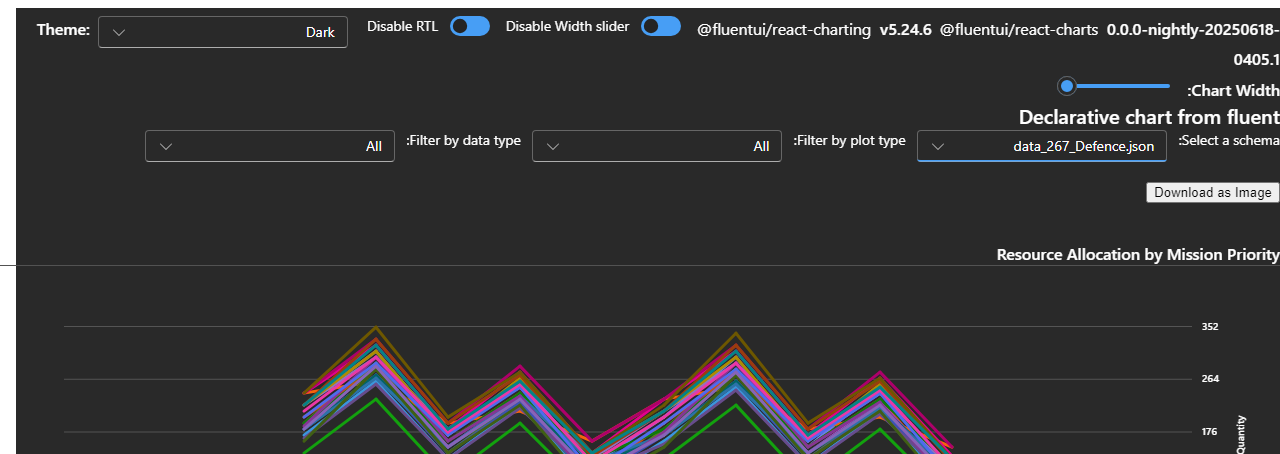 Theme: Dark Disable RTL Disable Width slider @fluentui/react-charting v5.24.6 @fluentui/react-charts 0.0.0-nightly-20250618-
0405.1
:Chart Width
Declarative chart from fluent
:Select a schema data_267_Defence.json :Filter by plot type All :Filter by data type All
Download as Image
Resource Allocation by Mission Priority
352
264
176
Quantity